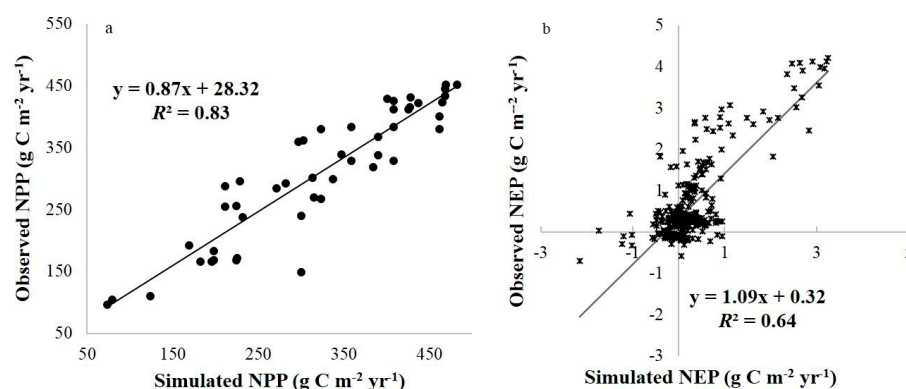 a
550
450
350
250
150
50
50
150
250
350
450
y = 0.87x + 28.32
R² = 0.83
Observed NPP (g C m⁻² yr⁻¹)
Simulated NPP (g C m⁻² yr⁻¹)
b
5
4
3
2
1
-1
-2
-3
-3
-1
1
3
y = 1.09x + 0.32
R² = 0.64
Observed NEP (g C m⁻² yr⁻¹)
Simulated NEP (g C m⁻² yr⁻¹)